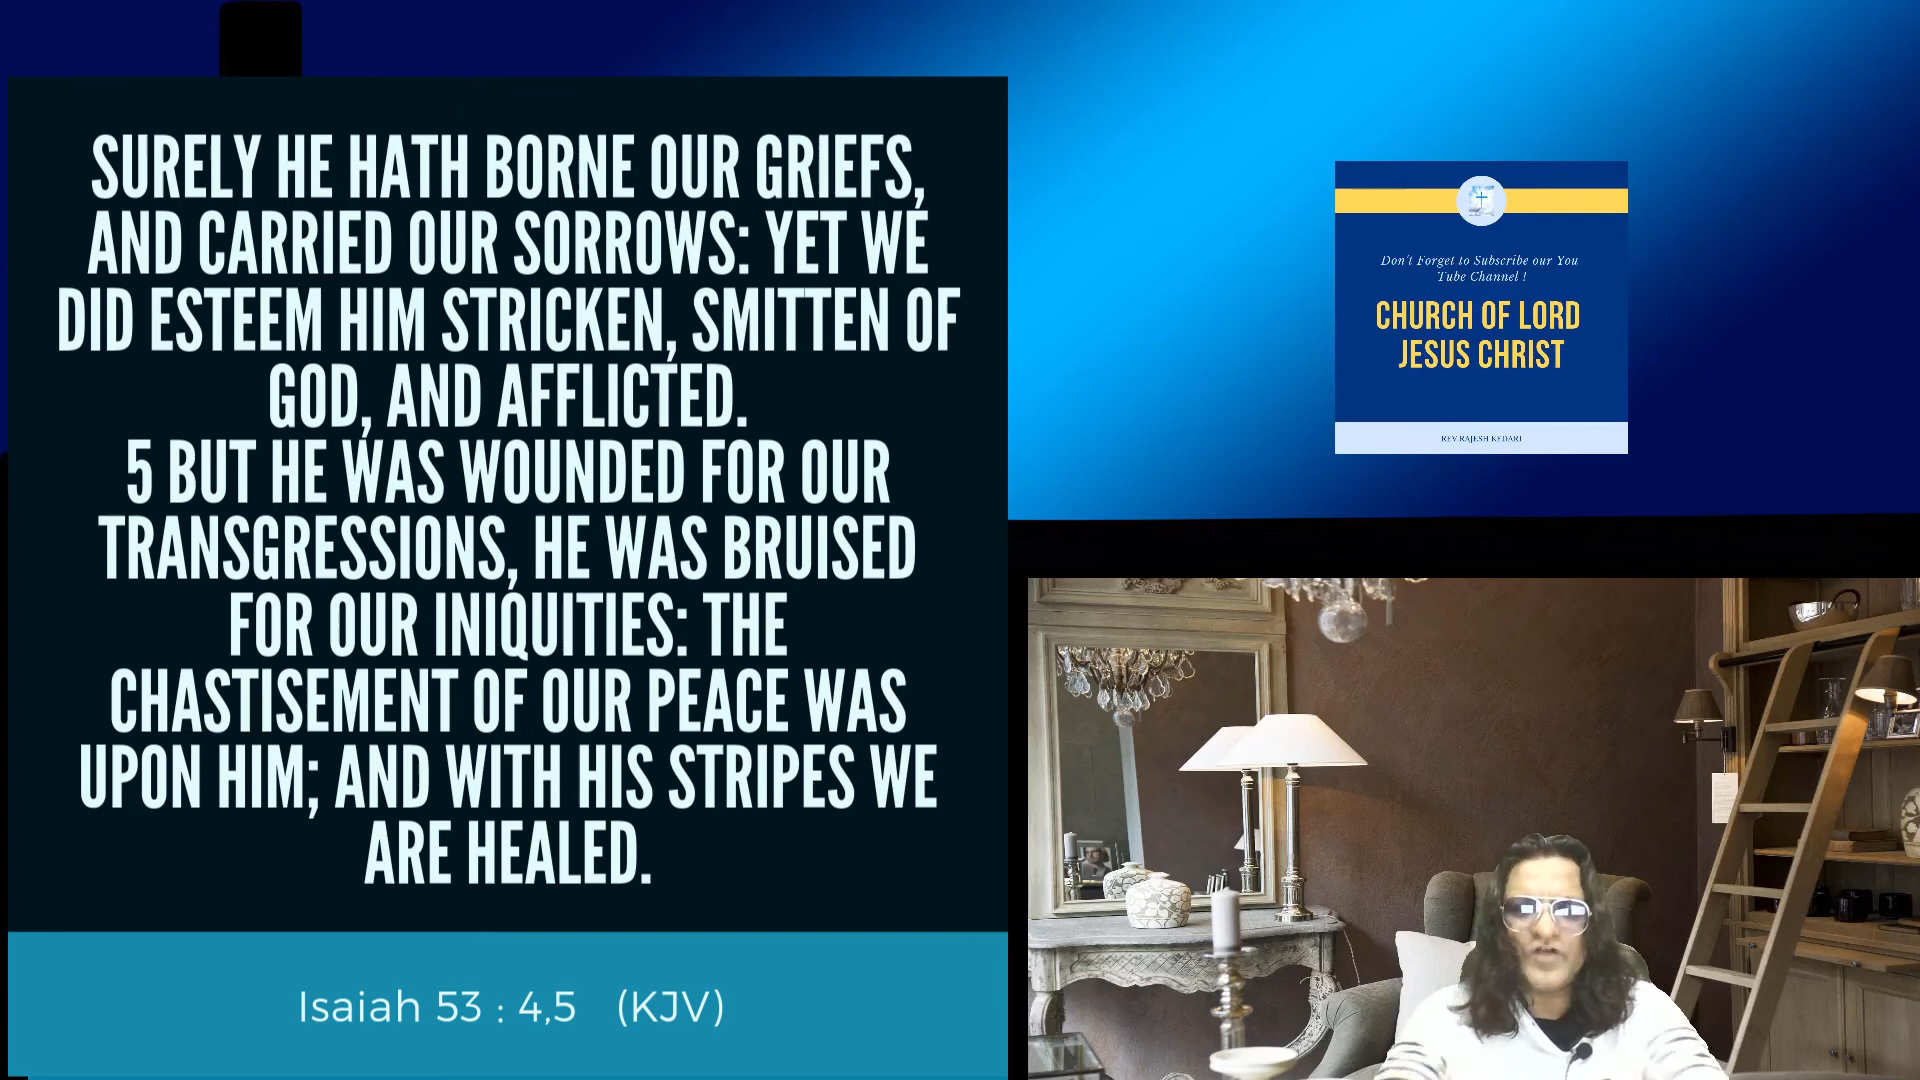 SURELY HE HATH BORNE OUR GRIEFS,
AND CARRIED OUR SORROWS: YET WE
DID ESTEEM HIM STRICKEN, SMITTEN OF
GOD, AND AFFLICTED.
5 BUT HE WAS WOUNDED FOR OUR
TRANSGRESSIONS, HE WAS BRUISED
FOR OUR INIQUITIES: THE
CHASTISEMENT OF OUR PEACE WAS
UPON HIM; AND WITH HIS STRIPES WE
ARE HEALED.
Isaiah 53 : 4,5 (KJV)
Don't Forget to Subscribe our You
Tube Channel !
CHURCH OF LORD
JESUS CHRIST
REV.RAJESH KEDARI